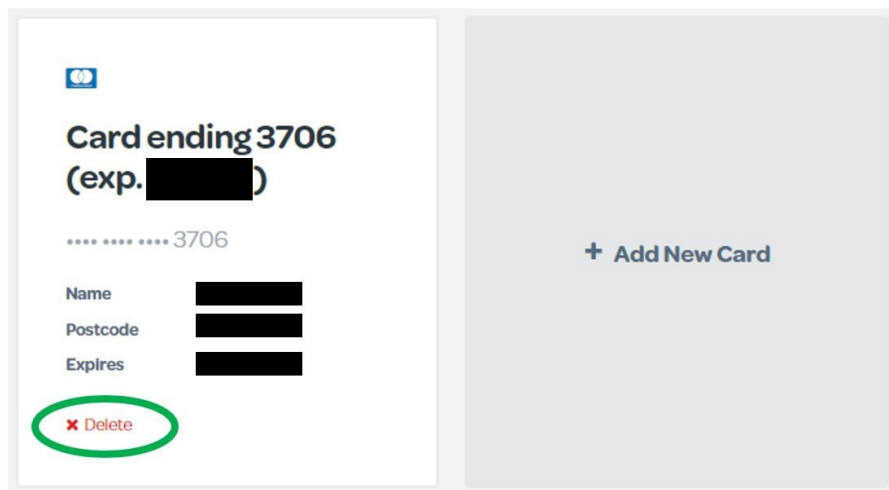 Card ending 3706
(exp. )
•••• •••• •••• 3706
Name
Postcode
Expires
✖ Delete
+ Add New Card